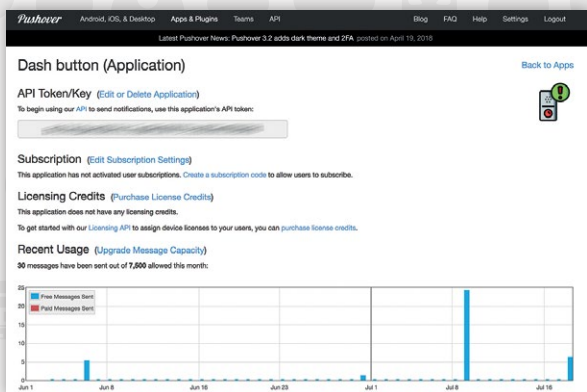 Pushover Android, iOS, & Desktop Apps & Plugins Teams API Blog FAQ Help Settings Logout
Latest Pushover News: Pushover 3.2 adds dark theme and 2FA posted on April 19, 2018
Dash button (Application) Back to Apps
API Token/Key (Edit or Delete Application)
To begin using our API to send notifications, use this application's API token:
Subscription (Edit Subscription Settings)
This application has not activated user subscriptions. Create a subscription code to allow users to subscribe.
Licensing Credits (Purchase License Credits)
This application does not have any licensing credits.
To get started with our Licensing API to assign device licenses to your users, you can purchase license credits.
Recent Usage (Upgrade Message Capacity)
30 messages have been sent out of 7,500 allowed this month:
25
Free Messages Sent
20
Paid Messages Sent
15
10
5
0
Jun 1 Jun 8 Jun 16 Jun 23 Jul 1 Jul 8 Jul 16